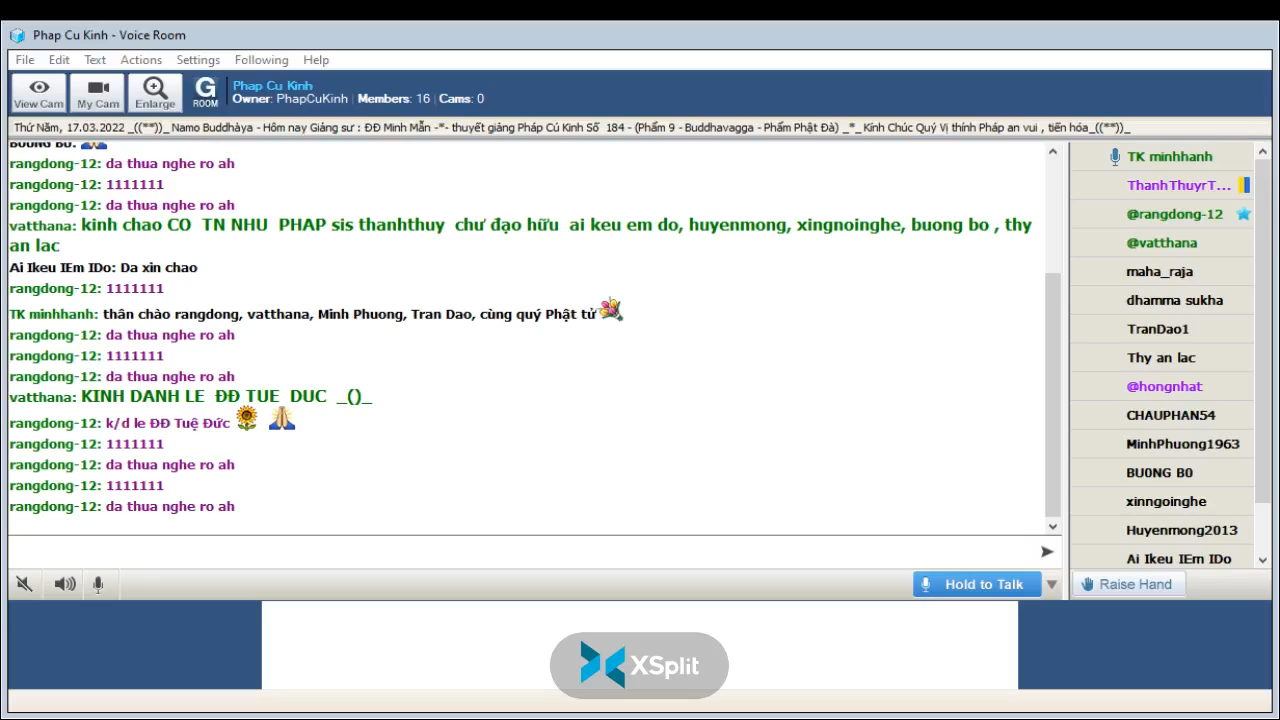 Phap Cu Kinh - Voice Room
File Edit Text Actions Settings Following Help
View Cam My Cam Enlarge G ROOM
Phap Cu Kinh
Owner: PhapCuKinh Members: 16 Cams: 0
Thứ Năm, 17.03.2022 _((**))_ Namo Buddhàya - Hôm nay Giảng sư : ĐĐ Minh Mẫn -*- thuyết giảng Pháp Cú Kinh Số 184 - (Phẩm 9 - Buddhavagga - Phẩm Phật Đà) _*_ Kính Chúc Quý Vị thính Pháp an vui , tiến hóa_((**))_
BUONG BO:
rangdong-12: da thua nghe ro ah
rangdong-12: 1111111
rangdong-12: da thua nghe ro ah
vatthana: kinh chao CO TN NHU PHAP sis thanhthuy chư đạo hữu ai keu em do, huyenmong, xingnoinghe, buong bo , thy
an lac
Ai Ikeu IEm IDo: Da xin chao
rangdong-12: 1111111
TK minhhanh: thân chào rangdong, vatthana, Minh Phuong, Tran Dao, cùng quý Phật tử
rangdong-12: da thua nghe ro ah
rangdong-12: 1111111
rangdong-12: da thua nghe ro ah
vatthana: KINH DANH LE ĐĐ TUE DUC _()_
rangdong-12: k/d le ĐĐ Tuệ Đức
rangdong-12: 1111111
rangdong-12: da thua nghe ro ah
rangdong-12: 1111111
rangdong-12: da thua nghe ro ah
TK minhhanh
ThanhThuyrT...
@rangdong-12
@vatthana
maha_raja
dhamma sukha
TranDao1
Thy an lac
@hongnhat
CHAUPHAN54
MinhPhuong1963
BU0NG B0
xinngoinghe
Huyenmong2013
Ai Ikeu IEm IDo
Hold to Talk
Raise Hand
XSplit